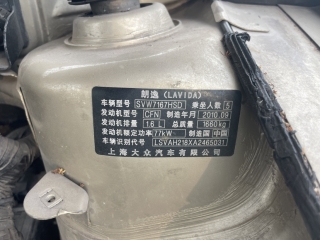 朗逸 (LAVIDA)
车辆型号 SVW7167HSD 乘坐人数 5
发动机型号 CFN 制造年月 2010.09
发动机排量 1.6 L 总质量 1660kg
发动机额定功率 77kW 制造国 中国
车辆识别代号 LSVAH218XA2465031
上海大众汽车有限公司